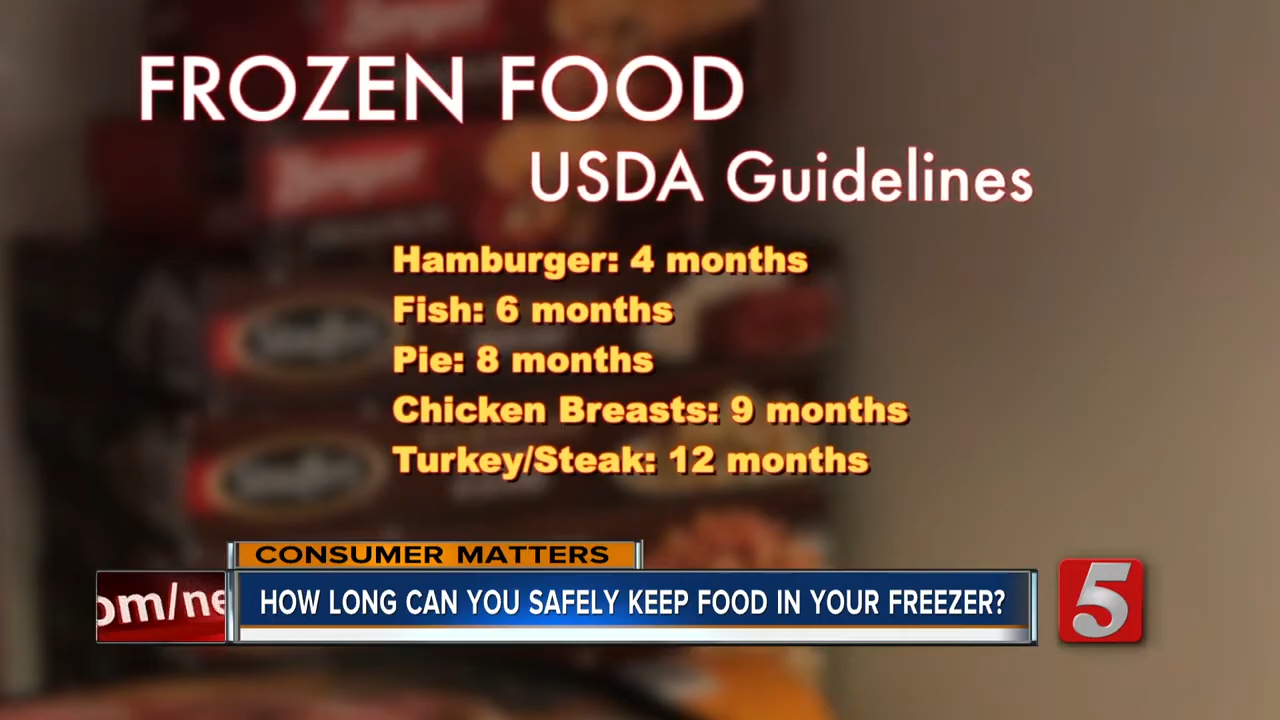 FROZEN FOOD
USDA Guidelines
Hamburger: 4 months
Fish: 6 months
Pie: 8 months
Chicken Breasts: 9 months
Turkey/Steak: 12 months
CONSUMER MATTERS
om/ne
HOW LONG CAN YOU SAFELY KEEP FOOD IN YOUR FREEZER?
5